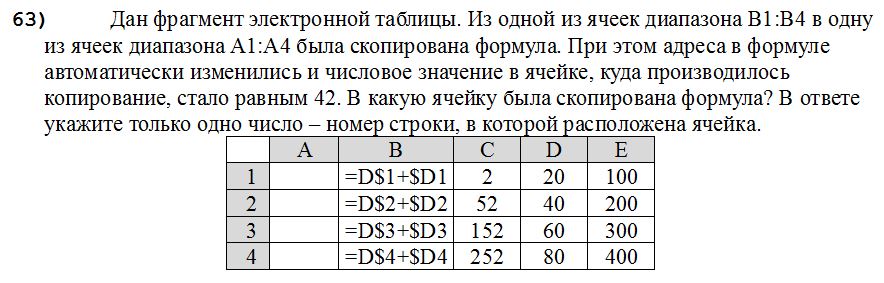 63) Дан фрагмент электронной таблицы. Из одной из ячеек диапазона B1:B4 в одну
из ячеек диапазона A1:A4 была скопирована формула. При этом адреса в формуле
автоматически изменились и числовое значение в ячейке, куда производилось
копирование, стало равным 42. В какую ячейку была скопирована формула? В ответе
укажите только одно число – номер строки, в которой расположена ячейка.
A B C D E
1 =D$1+$D1 2 20 100
2 =D$2+$D2 52 40 200
3 =D$3+$D3 152 60 300
4 =D$4+$D4 252 80 400